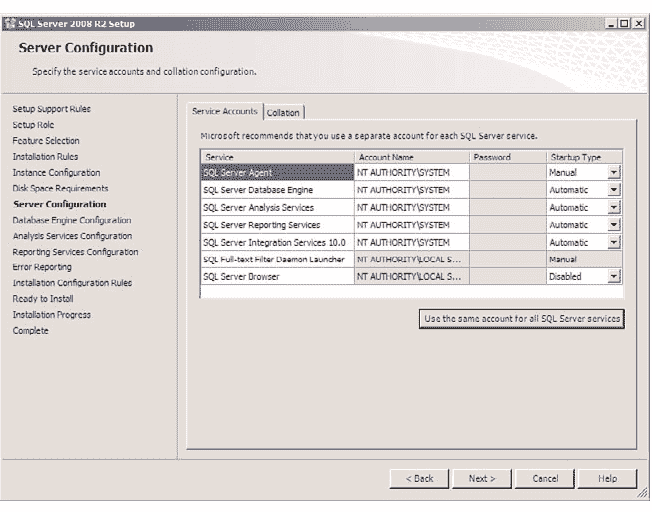 SQL Server 2008 R2 Setup
Server Configuration
Specify the service accounts and collation configuration.
Setup Support Rules
Setup Role
Feature Selection
Installation Rules
Instance Configuration
Disk Space Requirements
Server Configuration
Database Engine Configuration
Analysis Services Configuration
Reporting Services Configuration
Error Reporting
Installation Configuration Rules
Ready to Install
Installation Progress
Complete
Service Accounts Collation
Microsoft recommends that you use a separate account for each SQL Server service.
Service Account Name Password Startup Type
SQL Server Agent NT AUTHORITY\SYSTEM Manual
SQL Server Database Engine NT AUTHORITY\SYSTEM Automatic
SQL Server Analysis Services NT AUTHORITY\SYSTEM Automatic
SQL Server Reporting Services NT AUTHORITY\SYSTEM Automatic
SQL Server Integration Services 10.0 NT AUTHORITY\SYSTEM Automatic
SQL Full-text Filter Daemon Launcher NT AUTHORITY\LOCAL S... Manual
SQL Server Browser NT AUTHORITY\LOCAL S... Disabled
Use the same account for all SQL Server services
< Back Next > Cancel Help